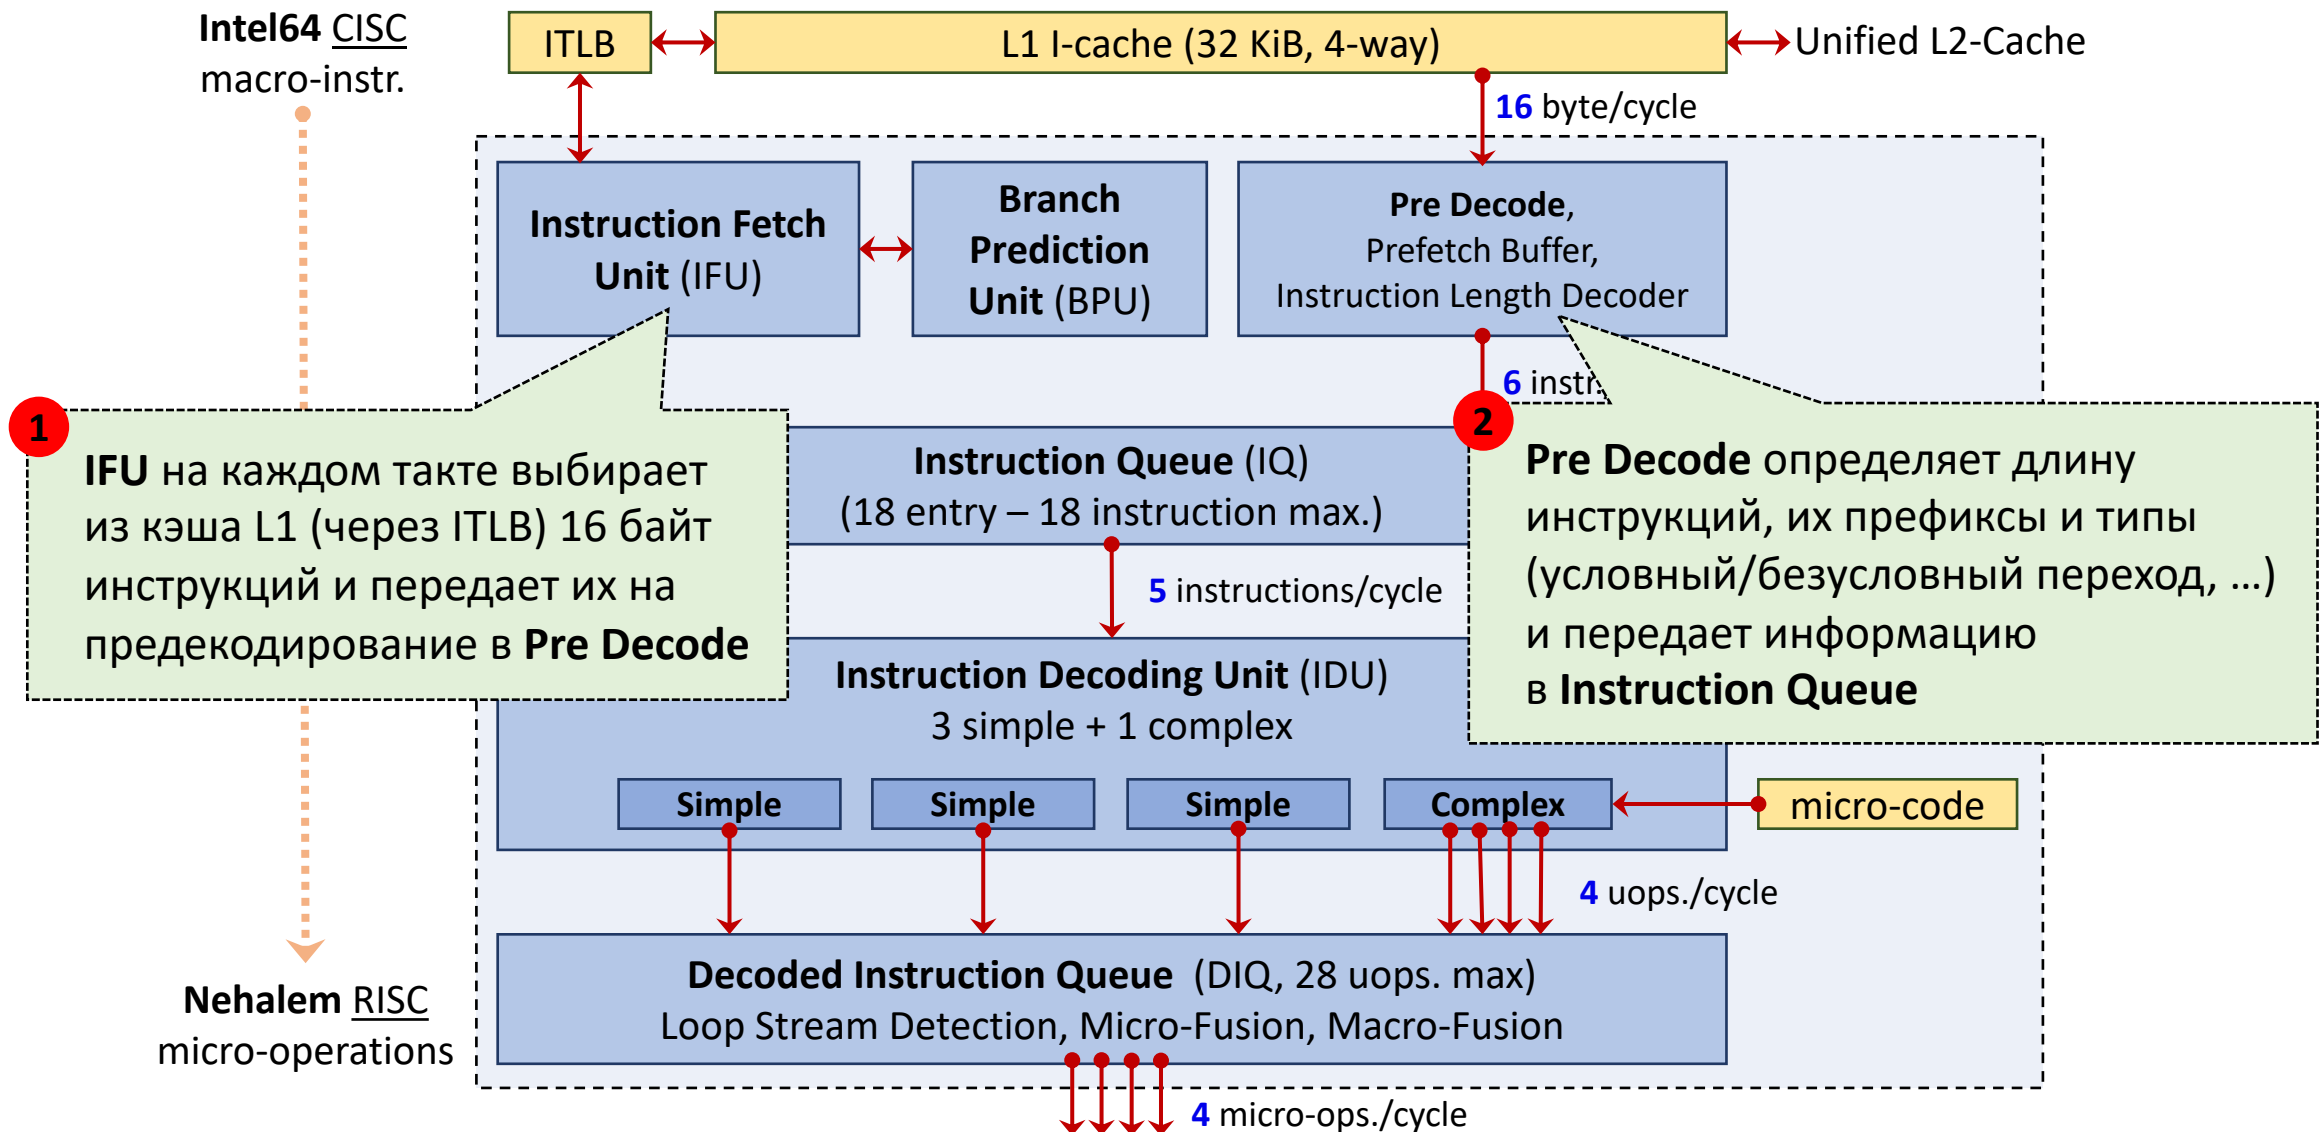 Intel64 CISC
macro-instr.
ITLB
L1 I-cache (32 KiB, 4-way)
Unified L2-Cache
16 byte/cycle
Instruction Fetch
Unit (IFU)
Branch
Prediction
Unit (BPU)
Pre Decode,
Prefetch Buffer,
Instruction Length Decoder
6 instr.
1
IFU на каждом такте выбирает
из кэша L1 (через ITLB) 16 байт
инструкций и передает их на
предекодирование в Pre Decode
Instruction Queue (IQ)
(18 entry – 18 instruction max.)
2
Pre Decode определяет длину
инструкций, их префиксы и типы
(условный/безусловный переход, ...)
и передает информацию
в Instruction Queue
5 instructions/cycle
Instruction Decoding Unit (IDU)
3 simple + 1 complex
Simple
Simple
Simple
Complex
micro-code
4 uops./cycle
Decoded Instruction Queue (DIQ, 28 uops. max)
Loop Stream Detection, Micro-Fusion, Macro-Fusion
Nehalem RISC
micro-operations
4 micro-ops./cycle